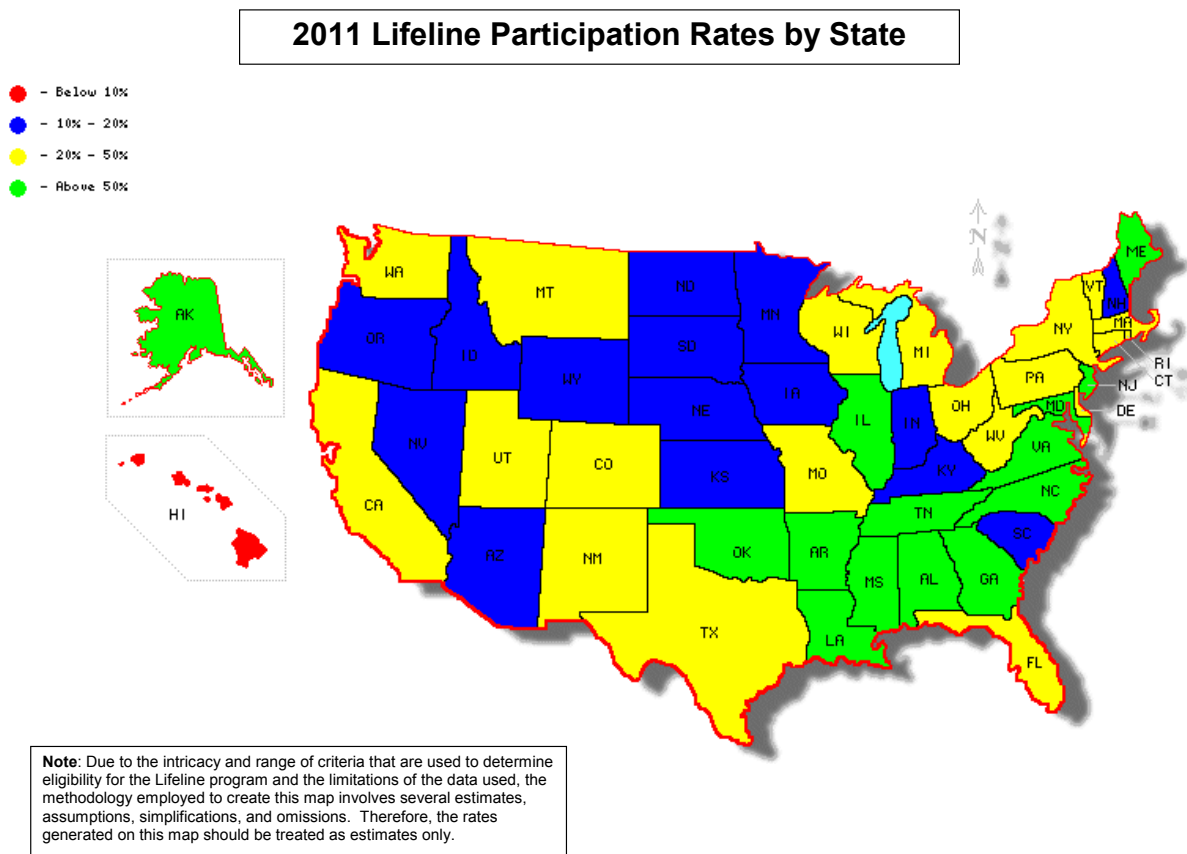 2011 Lifeline Participation Rates by State
- Below 10%
- 10% - 20%
- 20% - 50%
- Above 50%
N
ME
WA
MT
ND
MN
VT
NH
AK
OR
ID
SD
WI
MI
NY
MA
WY
RI
CT
IA
PA
NJ
NE
IL
IN
OH
MD
DE
NV
UT
CO
KS
MO
WV
VA
KY
CA
NC
HI
TN
AZ
NM
OK
AR
SC
MS
AL
GA
TX
LA
FL
Note: Due to the intricacy and range of criteria that are used to determine
eligibility for the Lifeline program and the limitations of the data used, the
methodology employed to create this map involves several estimates,
assumptions, simplifications, and omissions. Therefore, the rates
generated on this map should be treated as estimates only.